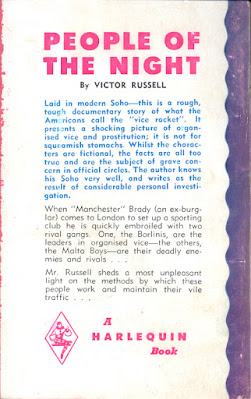 PEOPLE OF
THE NIGHT
By VICTOR RUSSELL
Laid in modern Soho—this is a rough,
tough documentary story of what the
Americans call the "vice racket". It
presents a shocking picture of organ-
ised vice and prostitution; it is not for
squeamish stomachs. Whilst the charac-
ters are fictional, the facts are all too
true and are the subject of grave con-
cern in official circles. The author knows
his Soho very well, and writes as the
result of considerable personal investi-
gation.
When "Manchester" Brady (an ex-burg-
lar) comes to London to set up a sporting
club he is quickly embroiled with two
rival gangs. One, the Borlinis, are the
leaders in organised vice—the others,
the Malta Boys—are their deadly ene-
mies and rivals . . .
Mr. Russell sheds a most unpleasant
light on the methods by which these
people work and maintain their vile
traffic . . .
A
HARLEQUIN
Book